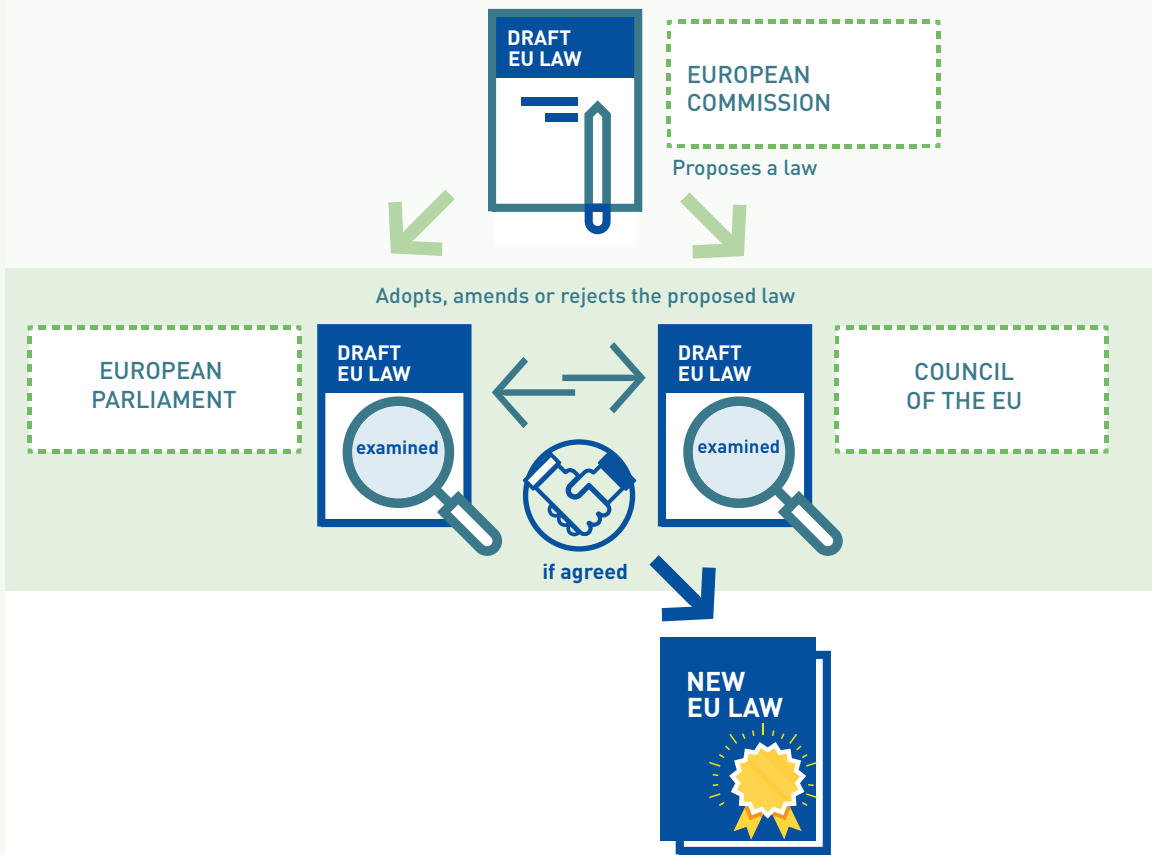 DRAFT
EU LAW
EUROPEAN
COMMISSION
Proposes a law
Adopts, amends or rejects the proposed law
EUROPEAN
PARLIAMENT
DRAFT
EU LAW
examined
DRAFT
EU LAW
examined
COUNCIL
OF THE EU
if agreed
NEW
EU LAW